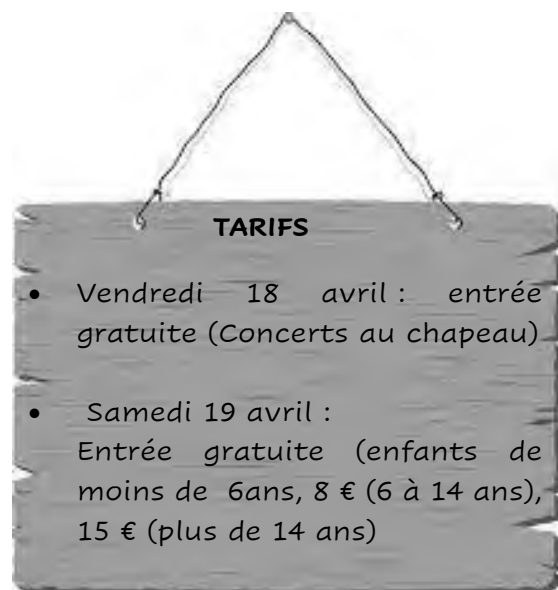 TARIFS
• Vendredi 18 avril : entrée
gratuite (Concerts au chapeau)
• Samedi 19 avril :
Entrée gratuite (enfants de
moins de 6ans, 8 € (6 à 14 ans),
15 € (plus de 14 ans)